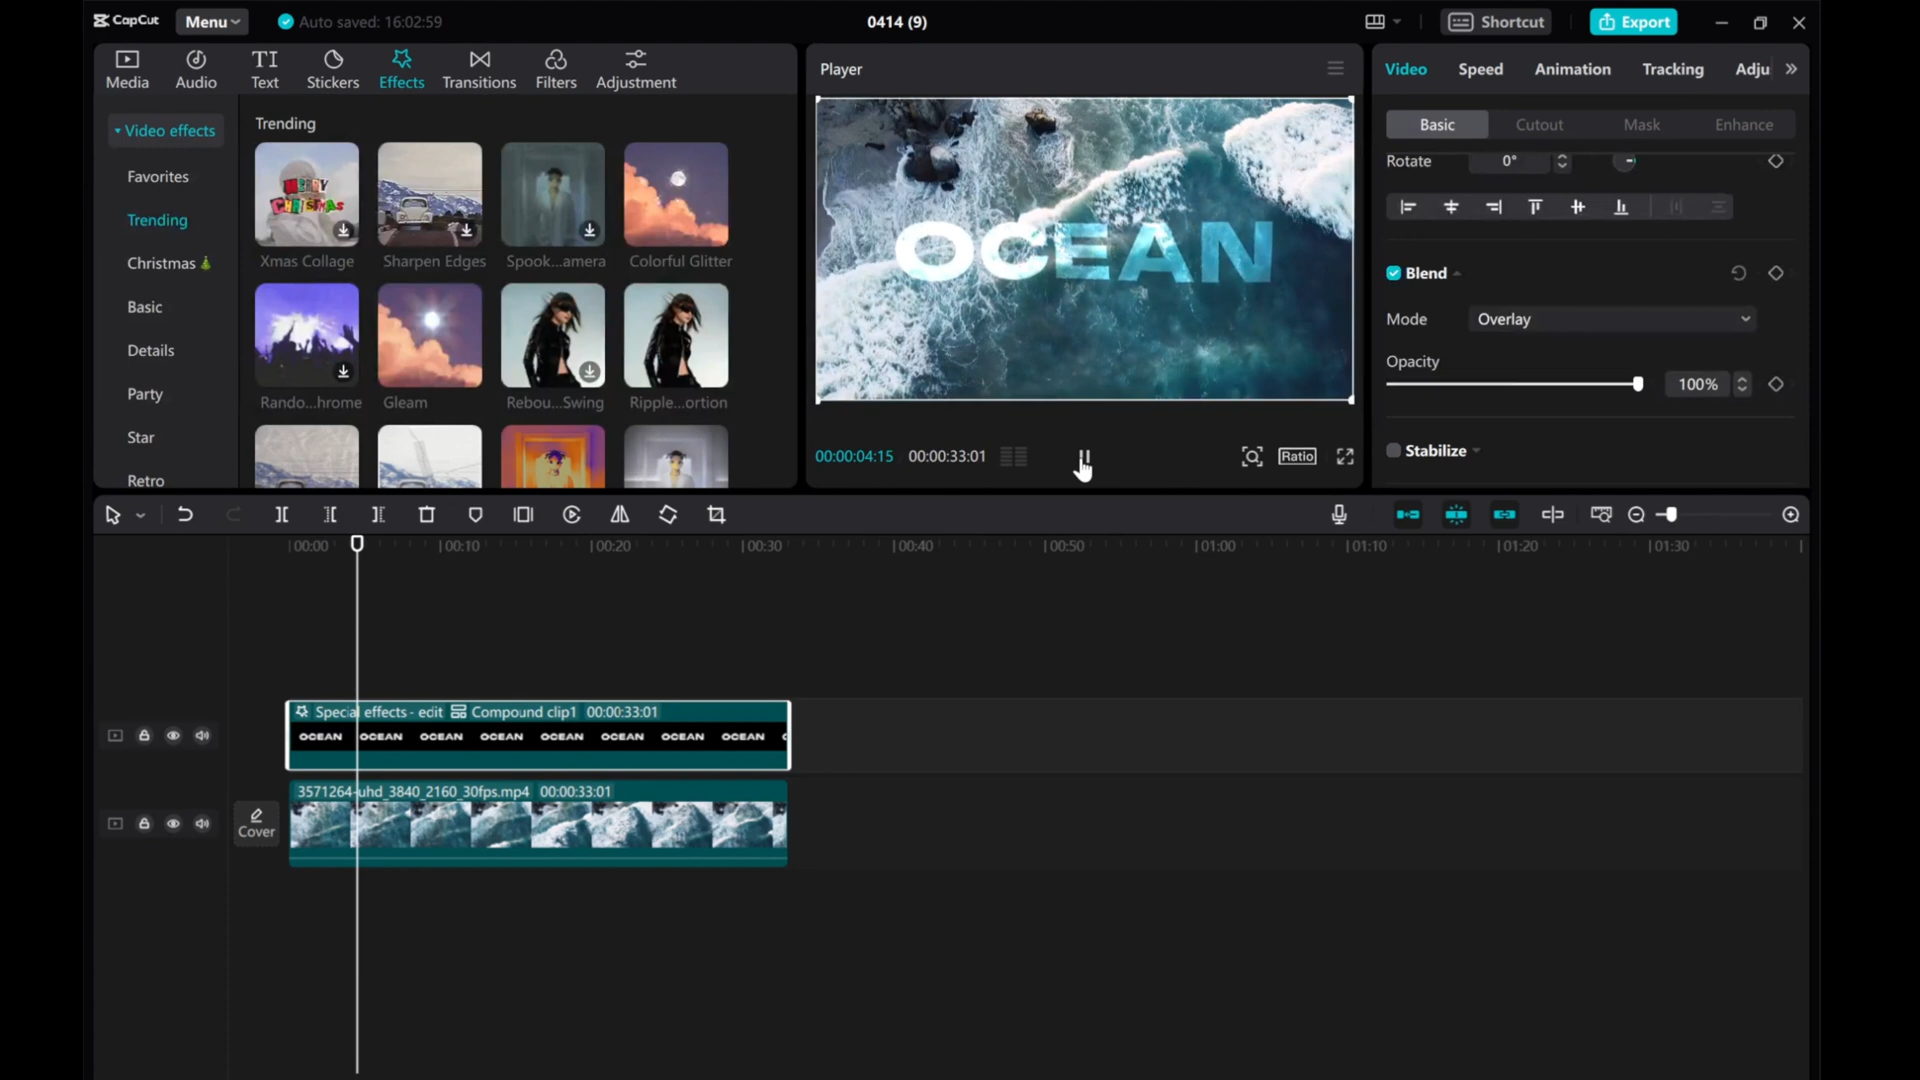 CapCut
Menu
Auto saved: 16:02:59
0414 (9)
Shortcut
Export
Media
Audio
TI
Text
Stickers
Effects
Transitions
Filters
Adjustment
Player
Video
Speed
Animation
Tracking
Adju
Video effects
Favorites
Trending
Christmas
Basic
Details
Party
Star
Retro
Trending
MERRY
CHRISTMAS
Xmas Collage
Sharpen Edges
Spook...amera
Colorful Glitter
Rando...hrome
Gleam
Rebou...Swing
Ripple...ortion
OCEAN
00:00:04:15
00:00:33:01
Ratio
Basic
Cutout
Mask
Enhance
Rotate
0°
Blend
Mode
Overlay
Opacity
100%
Stabilize
00:00
00:10
00:20
00:30
00:40
00:50
01:00
01:10
01:20
01:30
Special effects - edit
Compound clip1
00:00:33:01
OCEAN OCEAN OCEAN OCEAN OCEAN OCEAN OCEAN OCEAN
Cover
3571264-uhd_3840_2160_30fps.mp4
00:00:33:01